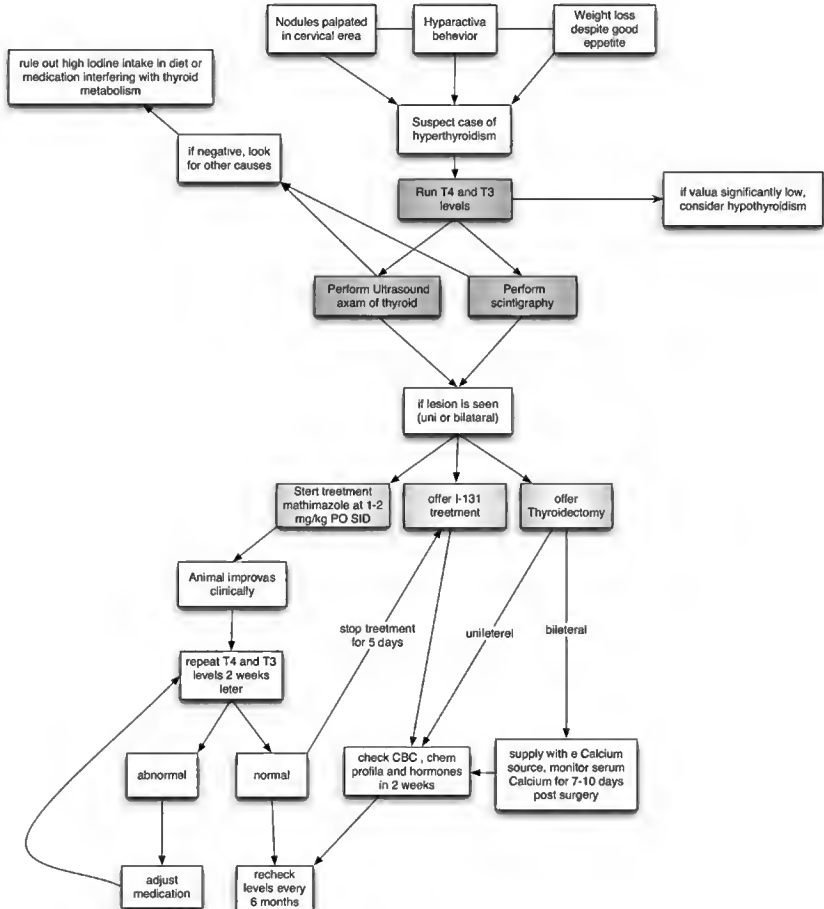 Nodules palpated
in cervical erea
Hyparactiva
behevior
Weight loss
despite good
eppetite
rule out high Iodine intake in diet or
medication interfering with thyroid
metabolism
Suspect case of
hyperthyroidism
if negative, look
for other causes
Run T4 and T3
levels
if valua significantly low,
consider hypothyroidism
Perform Ultrasound
axam of thyroid
Perform
scintigraphy
if lesion is seen
(uni or bilataral)
Stert treatment
mathimazole at 1-2
mg/kg PO SID
offer I-131
tretment
offer
Thyroidectomy
Animal improvas
clinically
stop treatment
for 5 days
unileterel
bilateral
repeat T4 and T3
levels 2 weeks
leter
abnormel
normal
check CBC , chem
profila and hormones
in 2 weeks
supply with e Calcium
source, monitor serum
Calcium for 7-10 days
post surgery
adjust
medication
recheck
levels every
6 months